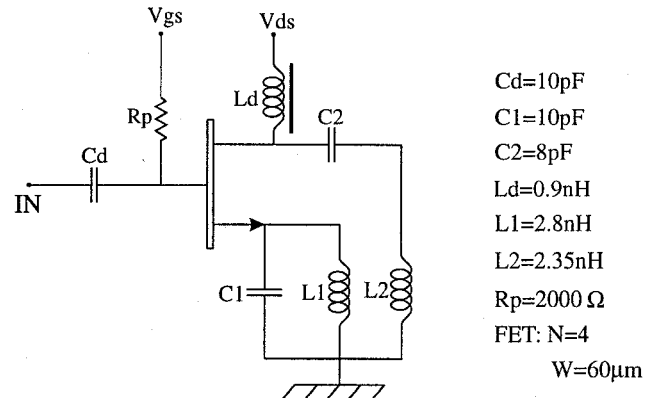 Vgs
Vds
Ld
Rp
C2
Cd
IN
C1
L1
L2
Cd=10pF
C1=10pF
C2=8pF
Ld=0.9nH
L1=2.8nH
L2=2.35nH
Rp=2000 Ω
FET: N=4
W=60μm